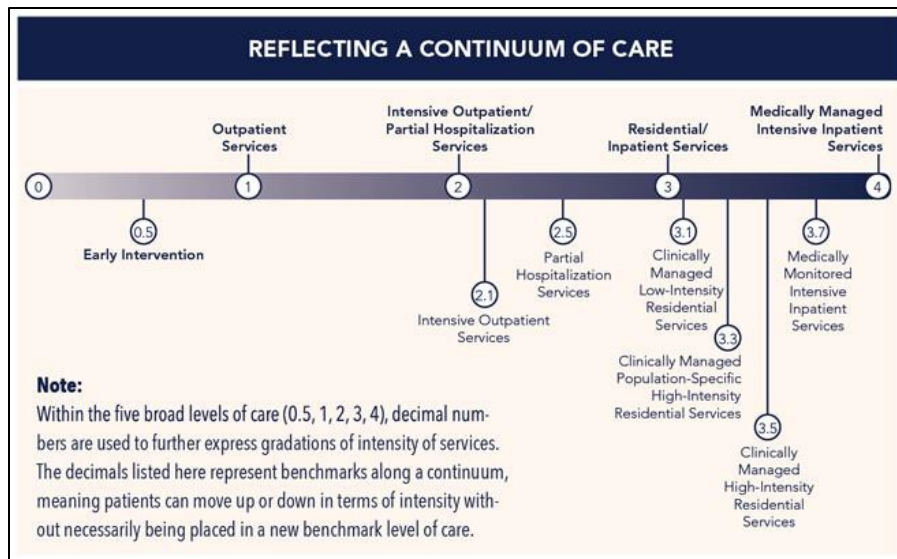 REFLECTING A CONTINUUM OF CARE
Outpatient
Services
Intensive Outpatient/
Partial Hospitalization
Services
Residential/
Inpatient Services
Medically Managed
Intensive Inpatient
Services
0
1
2
3
4
0.5
Early Intervention
2.1
Intensive Outpatient
Services
2.5
Partial
Hospitalization
Services
3.1
Clinically
Managed
Low-Intensity
Residential
Services
3.3
Clinically Managed
Population-Specific
High-Intensity
Residential Services
3.5
Clinically
Managed
High-Intensity
Residential
Services
3.7
Medically
Monitored
Intensive
Inpatient
Services
Note:
Within the five broad levels of care (0.5, 1, 2, 3, 4), decimal num-
bers are used to further express gradations of intensity of services.
The decimals listed here represent benchmarks along a continuum,
meaning patients can move up or down in terms of intensity with-
out necessarily being placed in a new benchmark level of care.